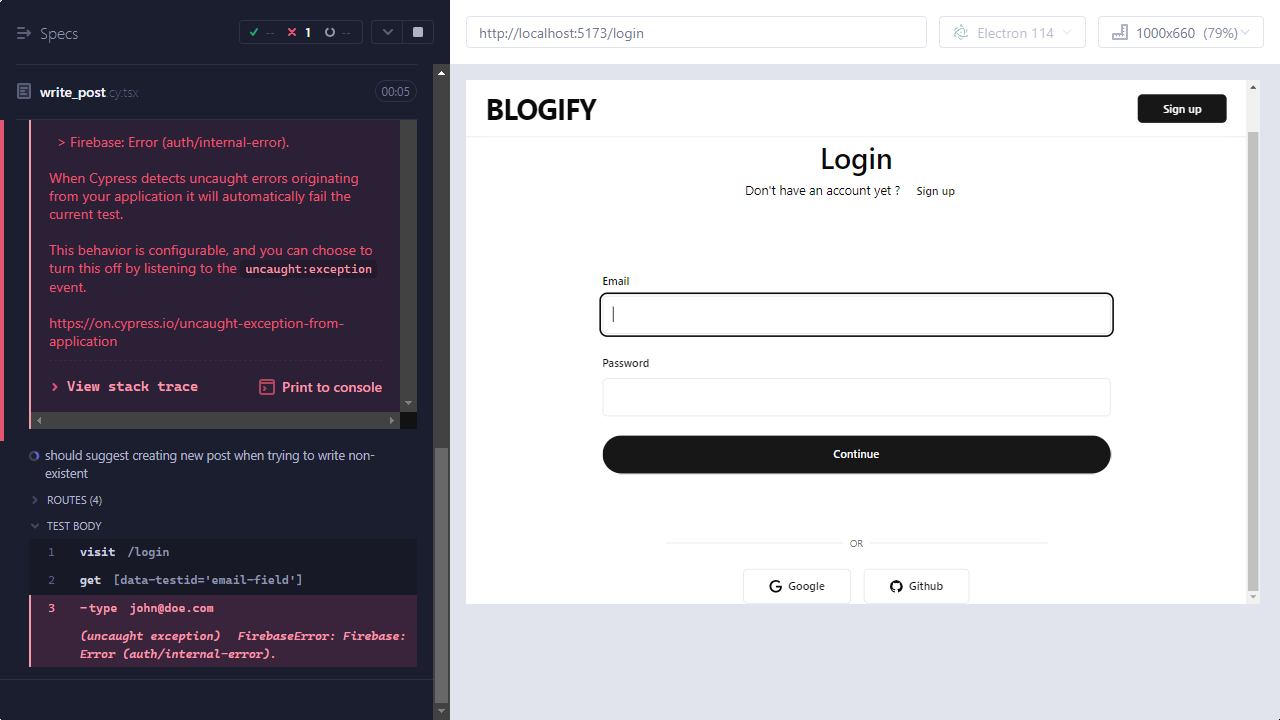 Specs
-- 1 --
write_post.cy.tsx
00:05
> Firebase: Error (auth/internal-error).
When Cypress detects uncaught errors originating
from your application it will automatically fail the
current test.
This behavior is configurable, and you can choose to
turn this off by listening to the uncaught:exception
event.
https://on.cypress.io/uncaught-exception-from-
application
View stack trace
Print to console
should suggest creating new post when trying to write non-
existent
ROUTES (4)
TEST BODY
1 visit /login
2 get [data-testid='email-field']
3 -type john@doe.com
(uncaught exception) FirebaseError: Firebase:
Error (auth/internal-error).
http://localhost:5173/login
Electron 114
1000x660 (79%)
BLOGIFY
Sign up
Login
Don't have an account yet ? Sign up
Email
Password
Continue
OR
Google
Github